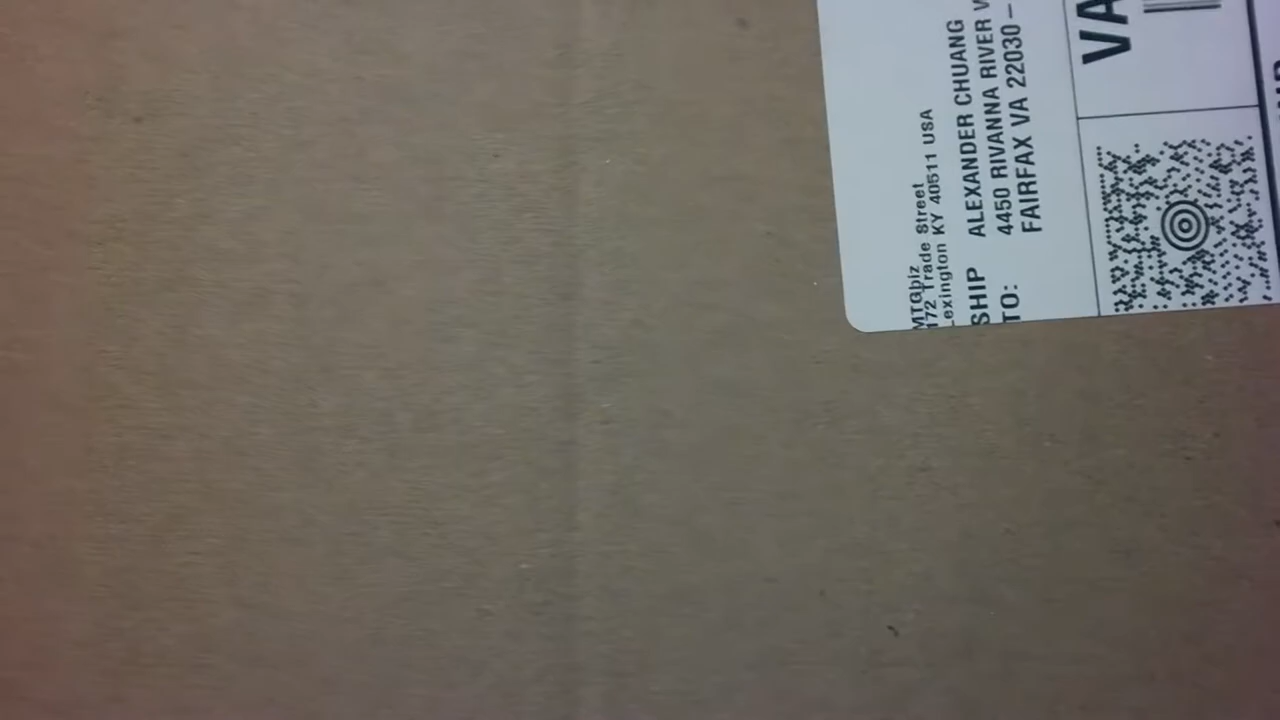 MTGbiz
172 Trade Street
Lexington KY 40511 USA
SHIP
TO:
ALEXANDER CHUANG
4450 RIVANNA RIVER
FAIRFAX VA 22030-
VA